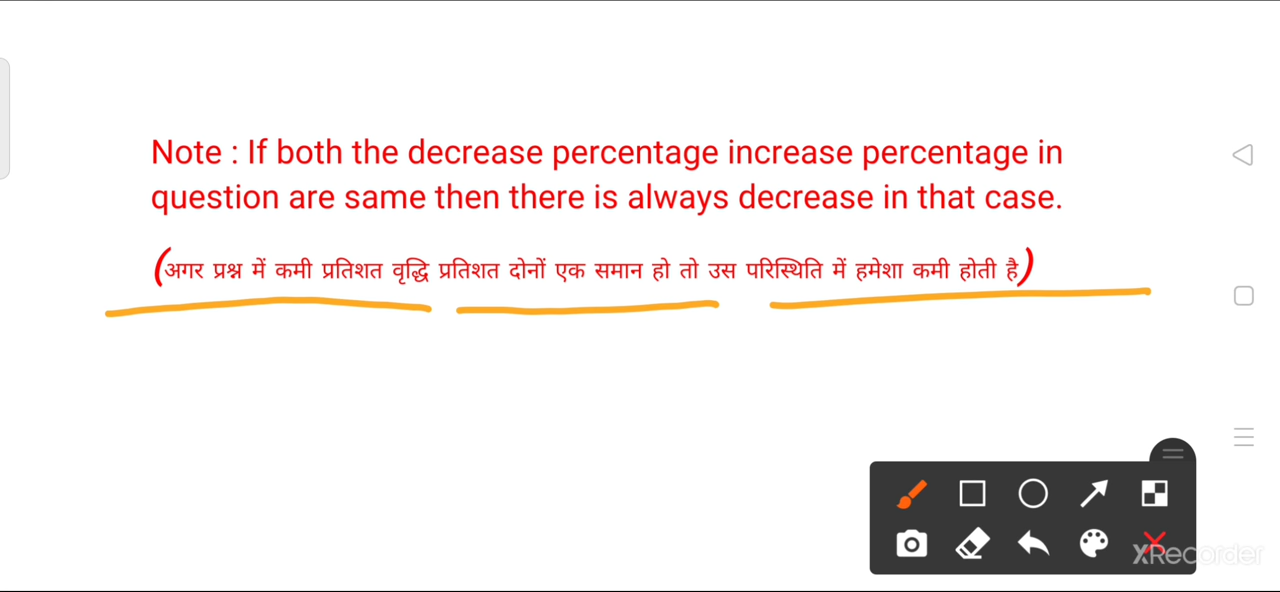 Note : If both the decrease percentage increase percentage in
question are same then there is always decrease in that case.
(अगर प्रश्न में कमी प्रतिशत वृद्धि प्रतिशत दोनों एक समान हो तो उस परिस्थिति में हमेशा कमी होती है)
XRecorder